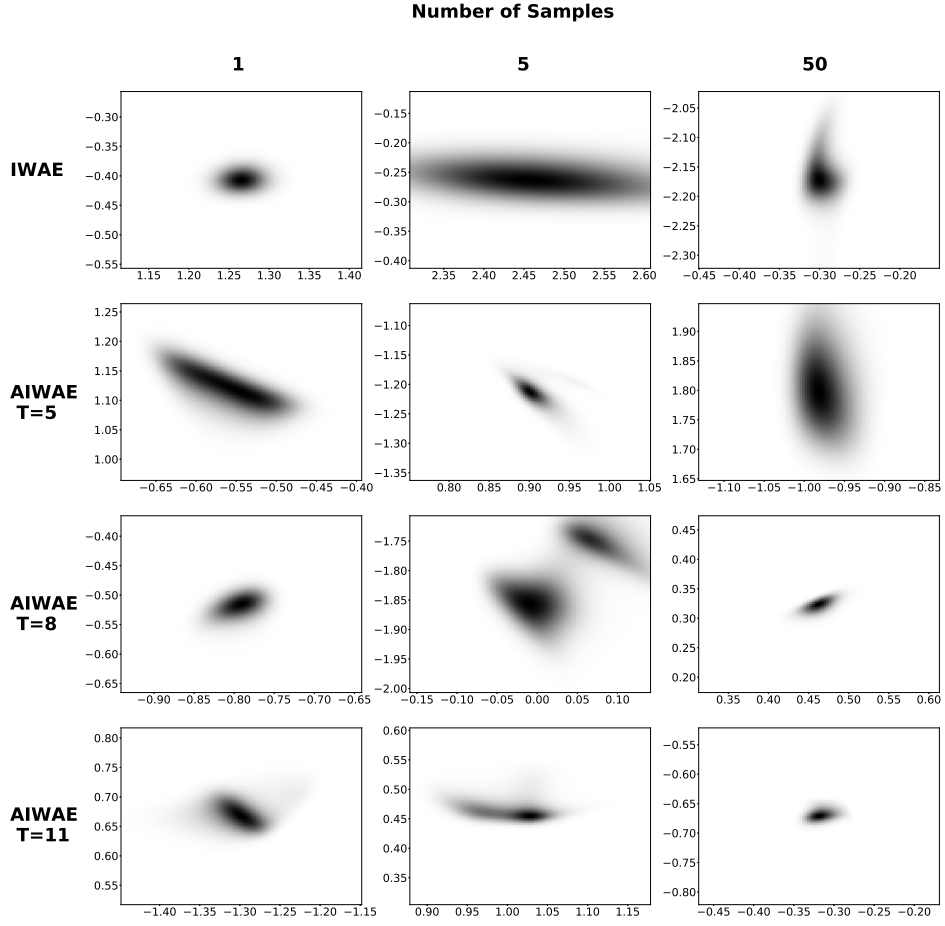 Number of Samples
1 5 50
IWAE
−0.30 −0.35 −0.40 −0.45 −0.50 −0.55
1.15 1.20 1.25 1.30 1.35 1.40
−0.15 −0.20 −0.25 −0.30 −0.35 −0.40
2.35 2.40 2.45 2.50 2.55 2.60
−2.05 −2.10 −2.15 −2.20 −2.25 −2.30
−0.45 −0.40 −0.35 −0.30 −0.25 −0.20
AIWAE
T=5
1.25 1.20 1.15 1.10 1.05 1.00
−0.65 −0.60 −0.55 −0.50 −0.45 −0.40
−1.10 −1.15 −1.20 −1.25 −1.30 −1.35
0.80 0.85 0.90 0.95 1.00 1.05
1.90 1.85 1.80 1.75 1.70 1.65
−1.10 −1.05 −1.00 −0.95 −0.90 −0.85
AIWAE
T=8
−0.40 −0.45 −0.50 −0.55 −0.60 −0.65
−0.90 −0.85 −0.80 −0.75 −0.70 −0.65
−1.75 −1.80 −1.85 −1.90 −1.95 −2.00
−0.15 −0.10 −0.05 0.00 0.05 0.10
0.45 0.40 0.35 0.30 0.25 0.20
0.35 0.40 0.45 0.50 0.55 0.60
AIWAE
T=11
0.80 0.75 0.70 0.65 0.60 0.55
−1.40 −1.35 −1.30 −1.25 −1.20 −1.15
0.60 0.55 0.50 0.45 0.40 0.35
0.90 0.95 1.00 1.05 1.10 1.15
−0.55 −0.60 −0.65 −0.70 −0.75 −0.80
−0.45 −0.40 −0.35 −0.30 −0.25 −0.20